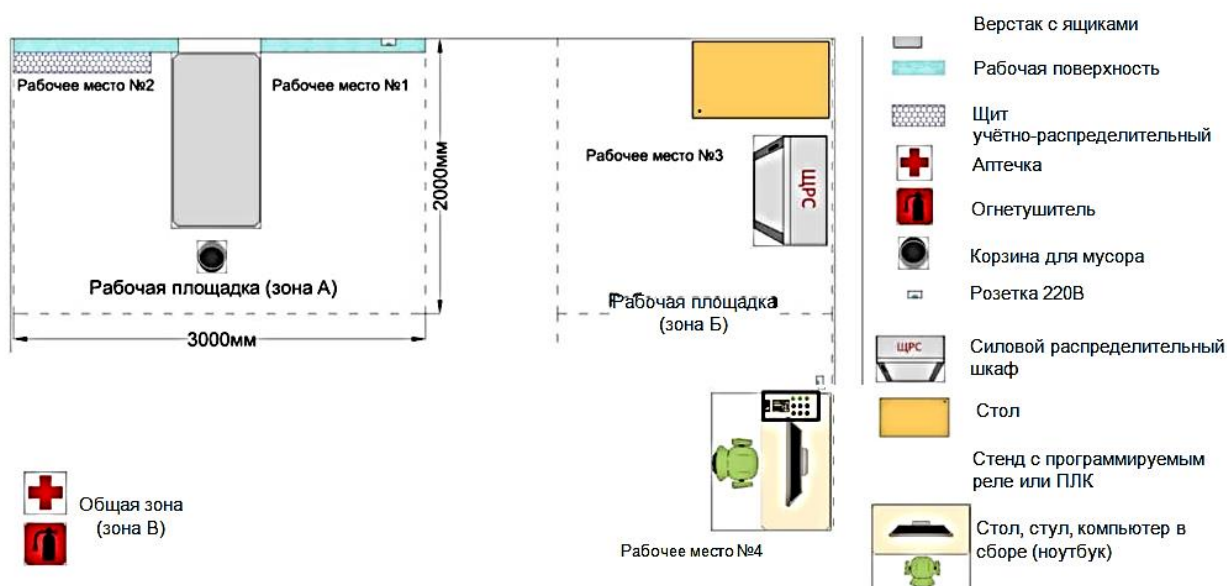 Рабочее место №2
Рабочее место №1
2000мм
Рабочая площадка (зона А)
3000мм
Рабочее место №3
ЩРС
Рабочая площадка
(зона Б)
Общая зона
(зона В)
Рабочее место №4
Верстак с ящиками
Рабочая поверхность
Щит
учётно-распределительный
Аптечка
Огнетушитель
Корзина для мусора
Розетка 220В
ЩРС
Силовой распределительный
шкаф
Стол
Стенд с программируемым
реле или ПЛК
Стол, стул, компьютер в
сборе (ноутбук)